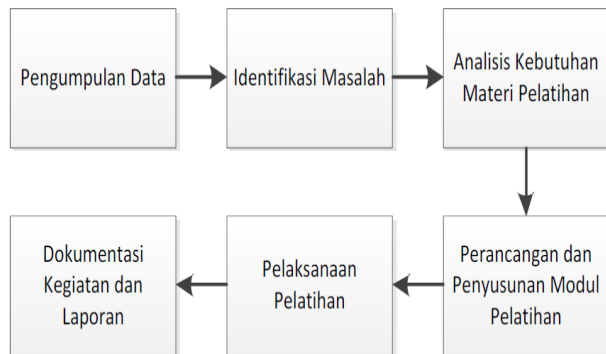 Pengumpulan Data
Identifikasi Masalah
Analisis Kebutuhan
Materi Pelatihan
Perancangan dan
Penyusunan Modul
Pelatihan
Pelaksanaan
Pelatihan
Dokumentasi
Kegiatan dan
Laporan